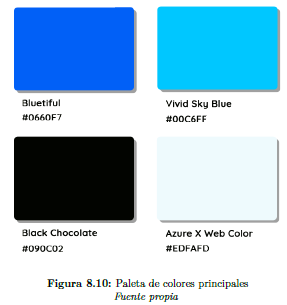 Bluetiful
#0660F7
Vivid Sky Blue
#00C6FF
Black Chocolate
#090C02
Azure X Web Color
#EDFAFD
Figura 8.10: Paleta de colores principales
Fuente propia